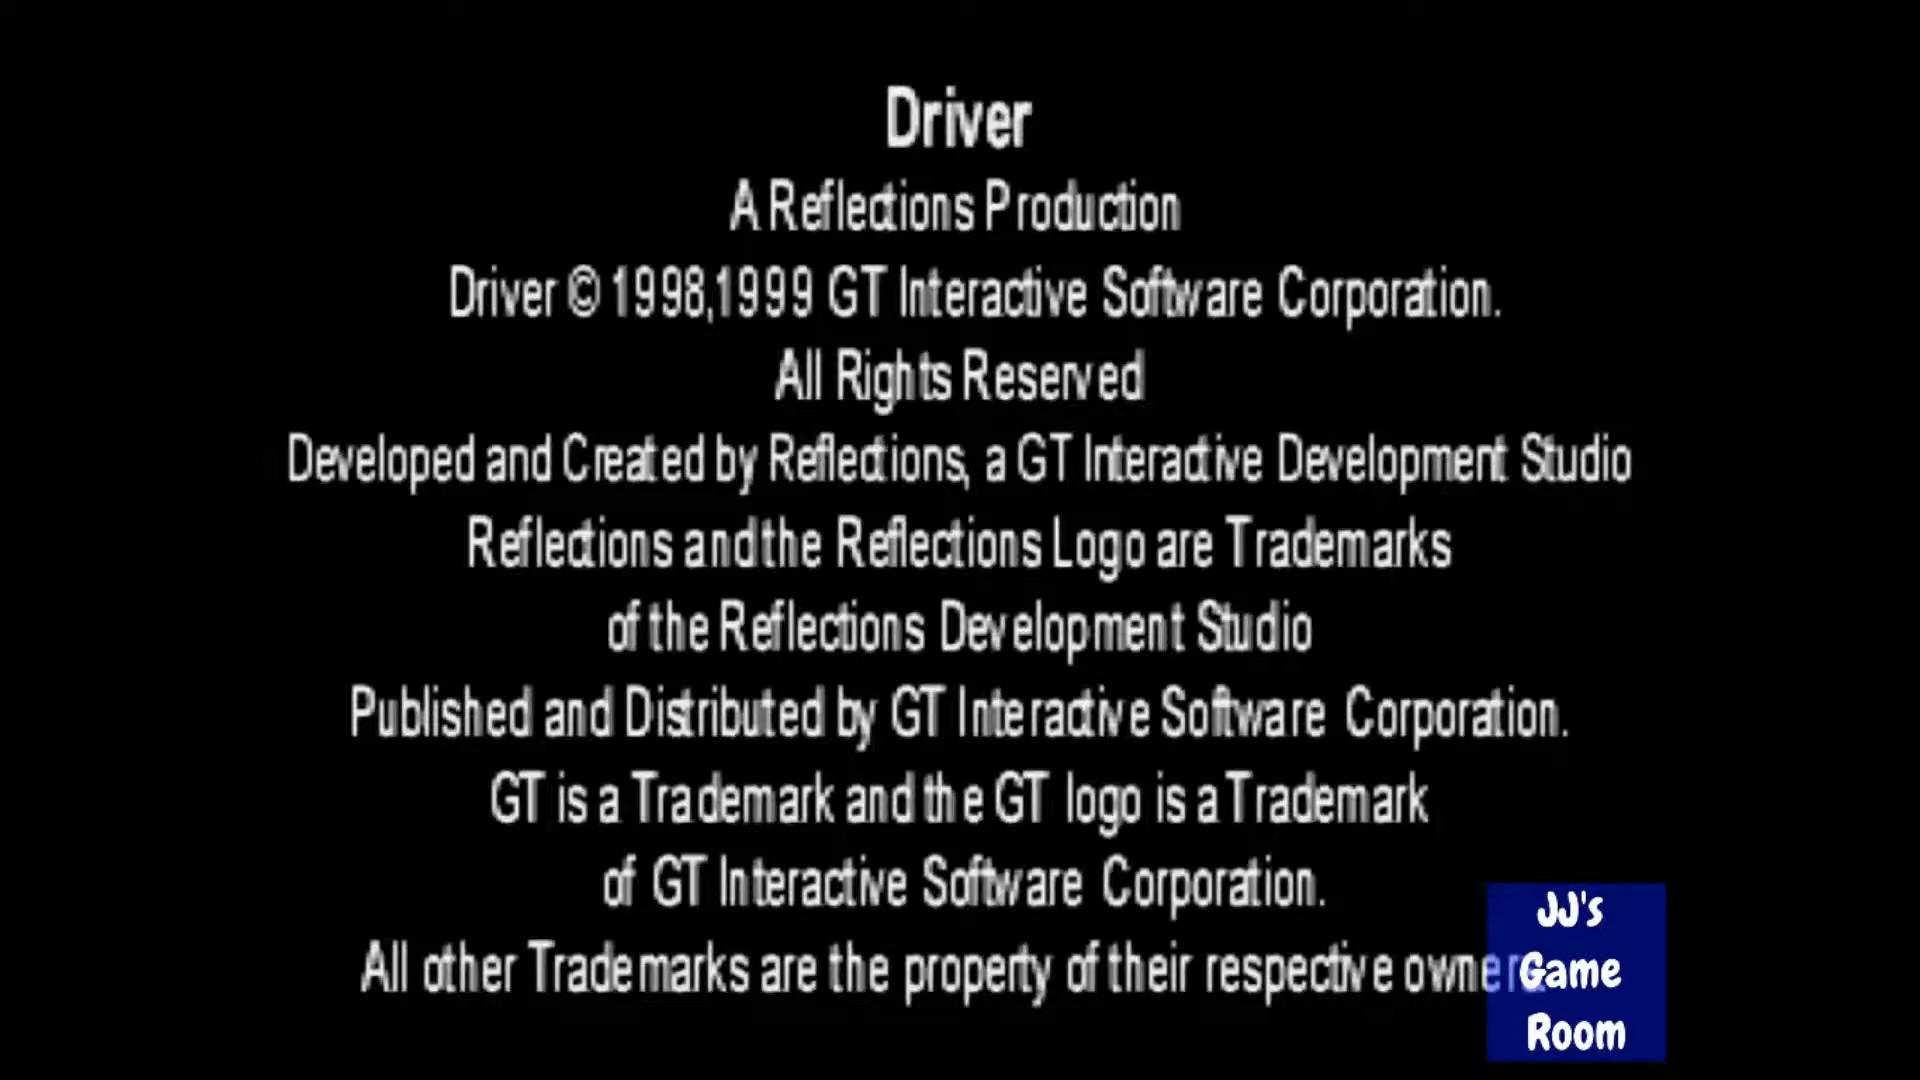 Driver
A Reflections Production
Driver © 1998,1999 GT Interactive Software Corporation.
All Rights Reserved
Developed and Created by Reflections, a GT Interactive Development Studio
Reflections and the Reflections Logo are Trademarks
of the Reflections Development Studio
Published and Distributed by GT Interactive Software Corporation.
GT is a Trademark and the GT logo is a Trademark
of GT Interactive Software Corporation.
All other Trademarks are the property of their respective
JJ's
Game
Room